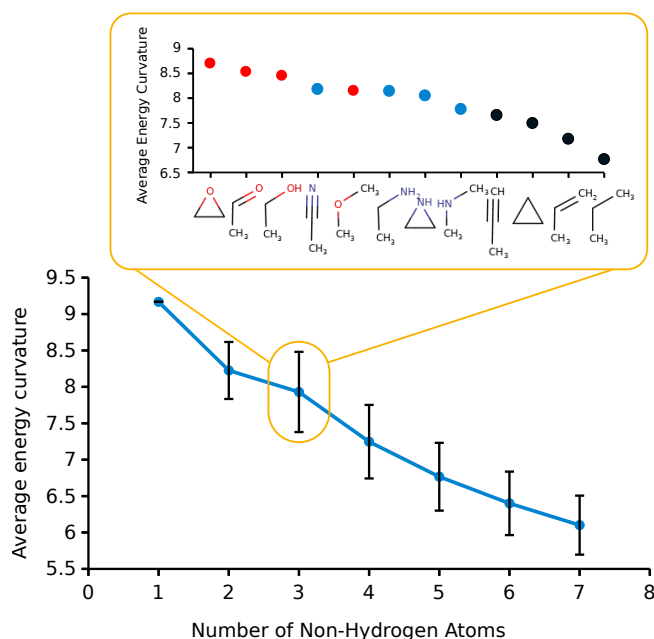 Average Energy Curvature
9
8.5
8
7.5
7
6.5
O
O
CH3
OH
CH3
N
CH3
CH3
O
CH3
NH2
CH3
NH
CH3
HN
CH3
CH3
CH2
CH3
CH3
CH3
Average energy curvature
9.5
9
8.5
8
7.5
7
6.5
6
5.5
0 1 2 3 4 5 6 7 8
Number of Non-Hydrogen Atoms